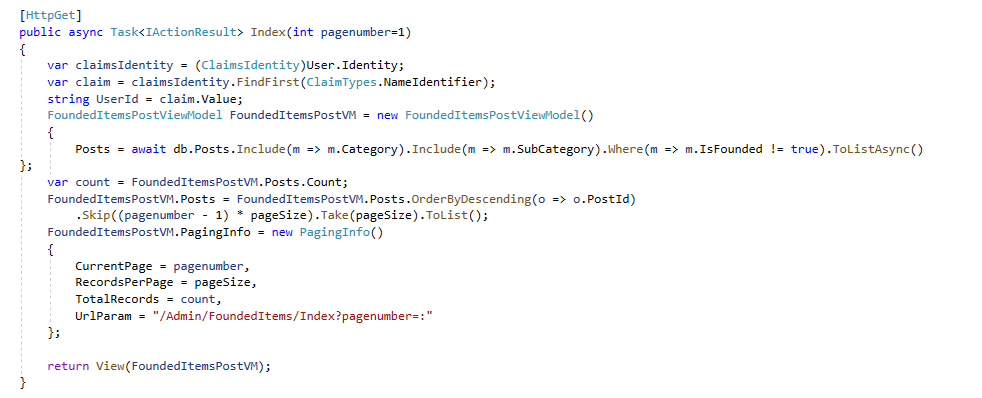 [HttpGet]
public async Task<IActionResult> Index(int pagenumber=1)
{
var claimsIdentity = (ClaimsIdentity)User.Identity;
var claim = claimsIdentity.FindFirst(ClaimTypes.NameIdentifier);
string UserId = claim.Value;
FoundedItemsPostViewModel FoundedItemsPostVM = new FoundedItemsPostViewModel()
{
Posts = await db.Posts.Include(m => m.Category).Include(m => m.SubCategory).Where(m => m.IsFounded != true).ToListAsync()
};
var count = FoundedItemsPostVM.Posts.Count;
FoundedItemsPostVM.Posts = FoundedItemsPostVM.Posts.OrderByDescending(o => o.PostId)
.Skip((pagenumber - 1) * pageSize).Take(pageSize).ToList();
FoundedItemsPostVM.PagingInfo = new PagingInfo()
{
CurrentPage = pagenumber,
RecordsPerPage = pageSize,
TotalRecords = count,
UrlParam = "/Admin/FoundedItems/Index?pagenumber=:"
};
return View(FoundedItemsPostVM);
}